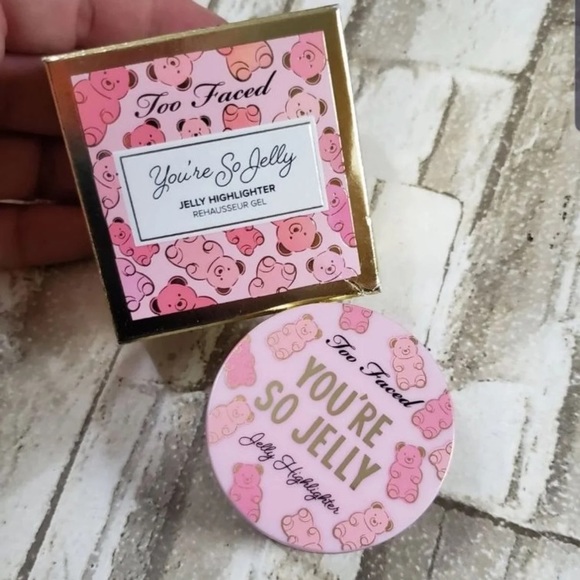 Too Faced
You're So Jelly
JELLY HIGHLIGHTER
REHAUSSEUR GEL
Too Faced
YOU'RE
SO JELLY
Jelly Highlighter